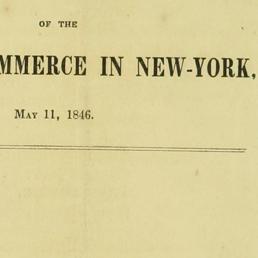 OF THE
MMERCE IN NEW-YORK,
MAY 11, 1846.